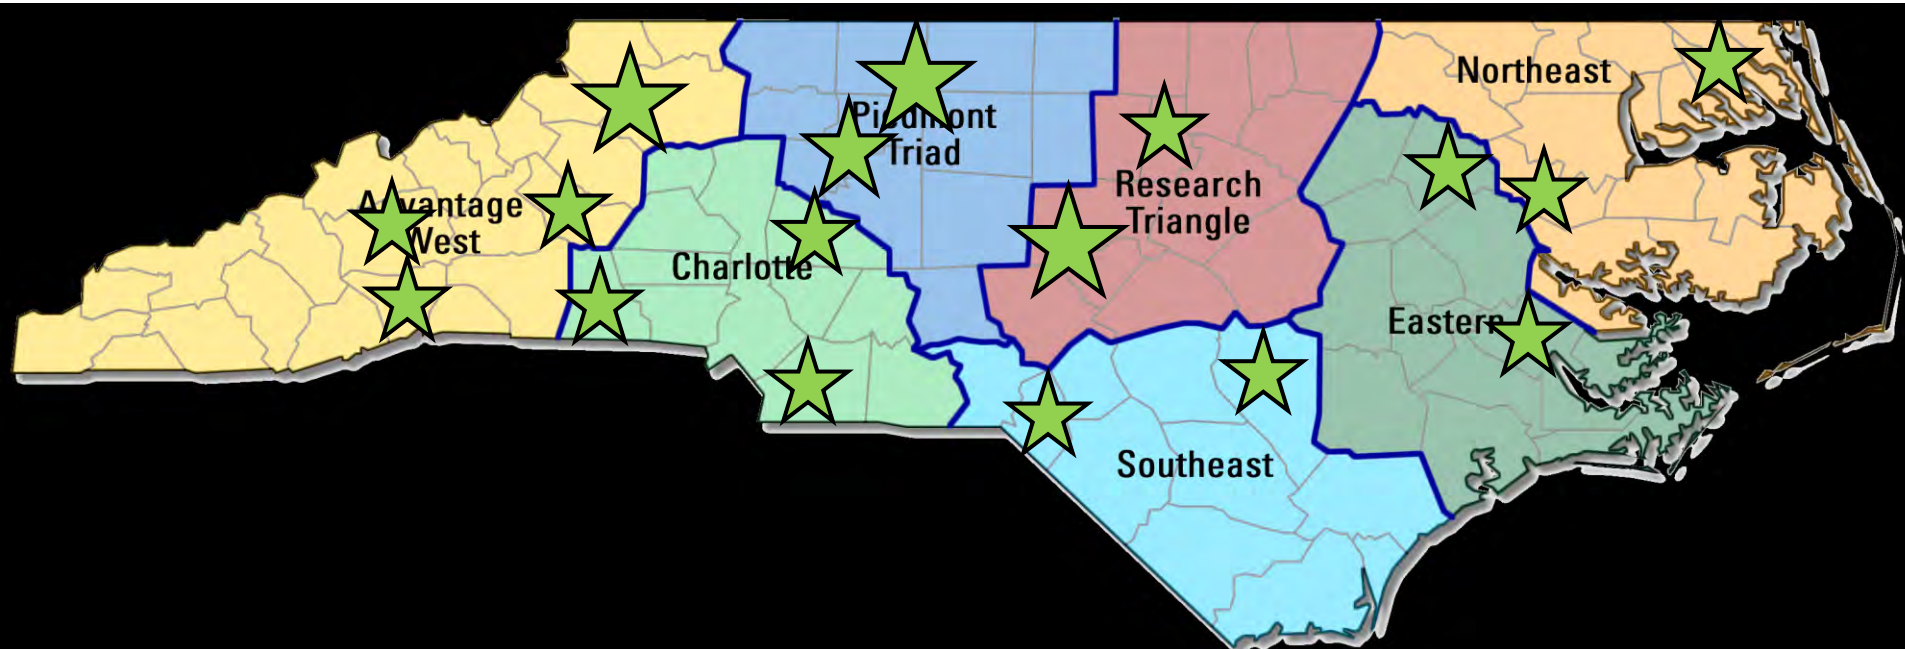 Northeast
Piedmont
Triad
Research
Triangle
Advantage
West
Charlotte
Eastern
Southeast